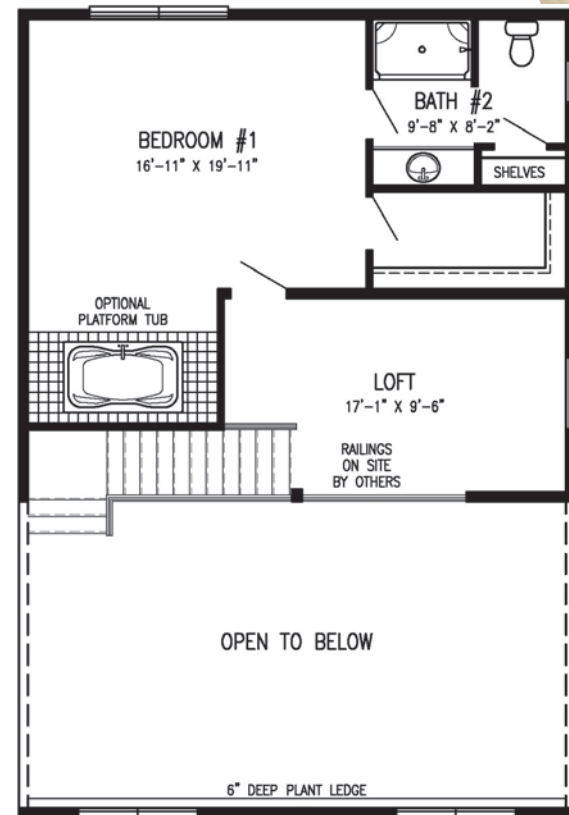 BATH #2
9'-8" X 8'-2"
BEDROOM #1
16'-11" X 19'-11"
SHELVES
OPTIONAL
PLATFORM TUB
LOFT
17'-1" X 9'-6"
RAILINGS
ON SITE
BY OTHERS
OPEN TO BELOW
6" DEEP PLANT LEDGE